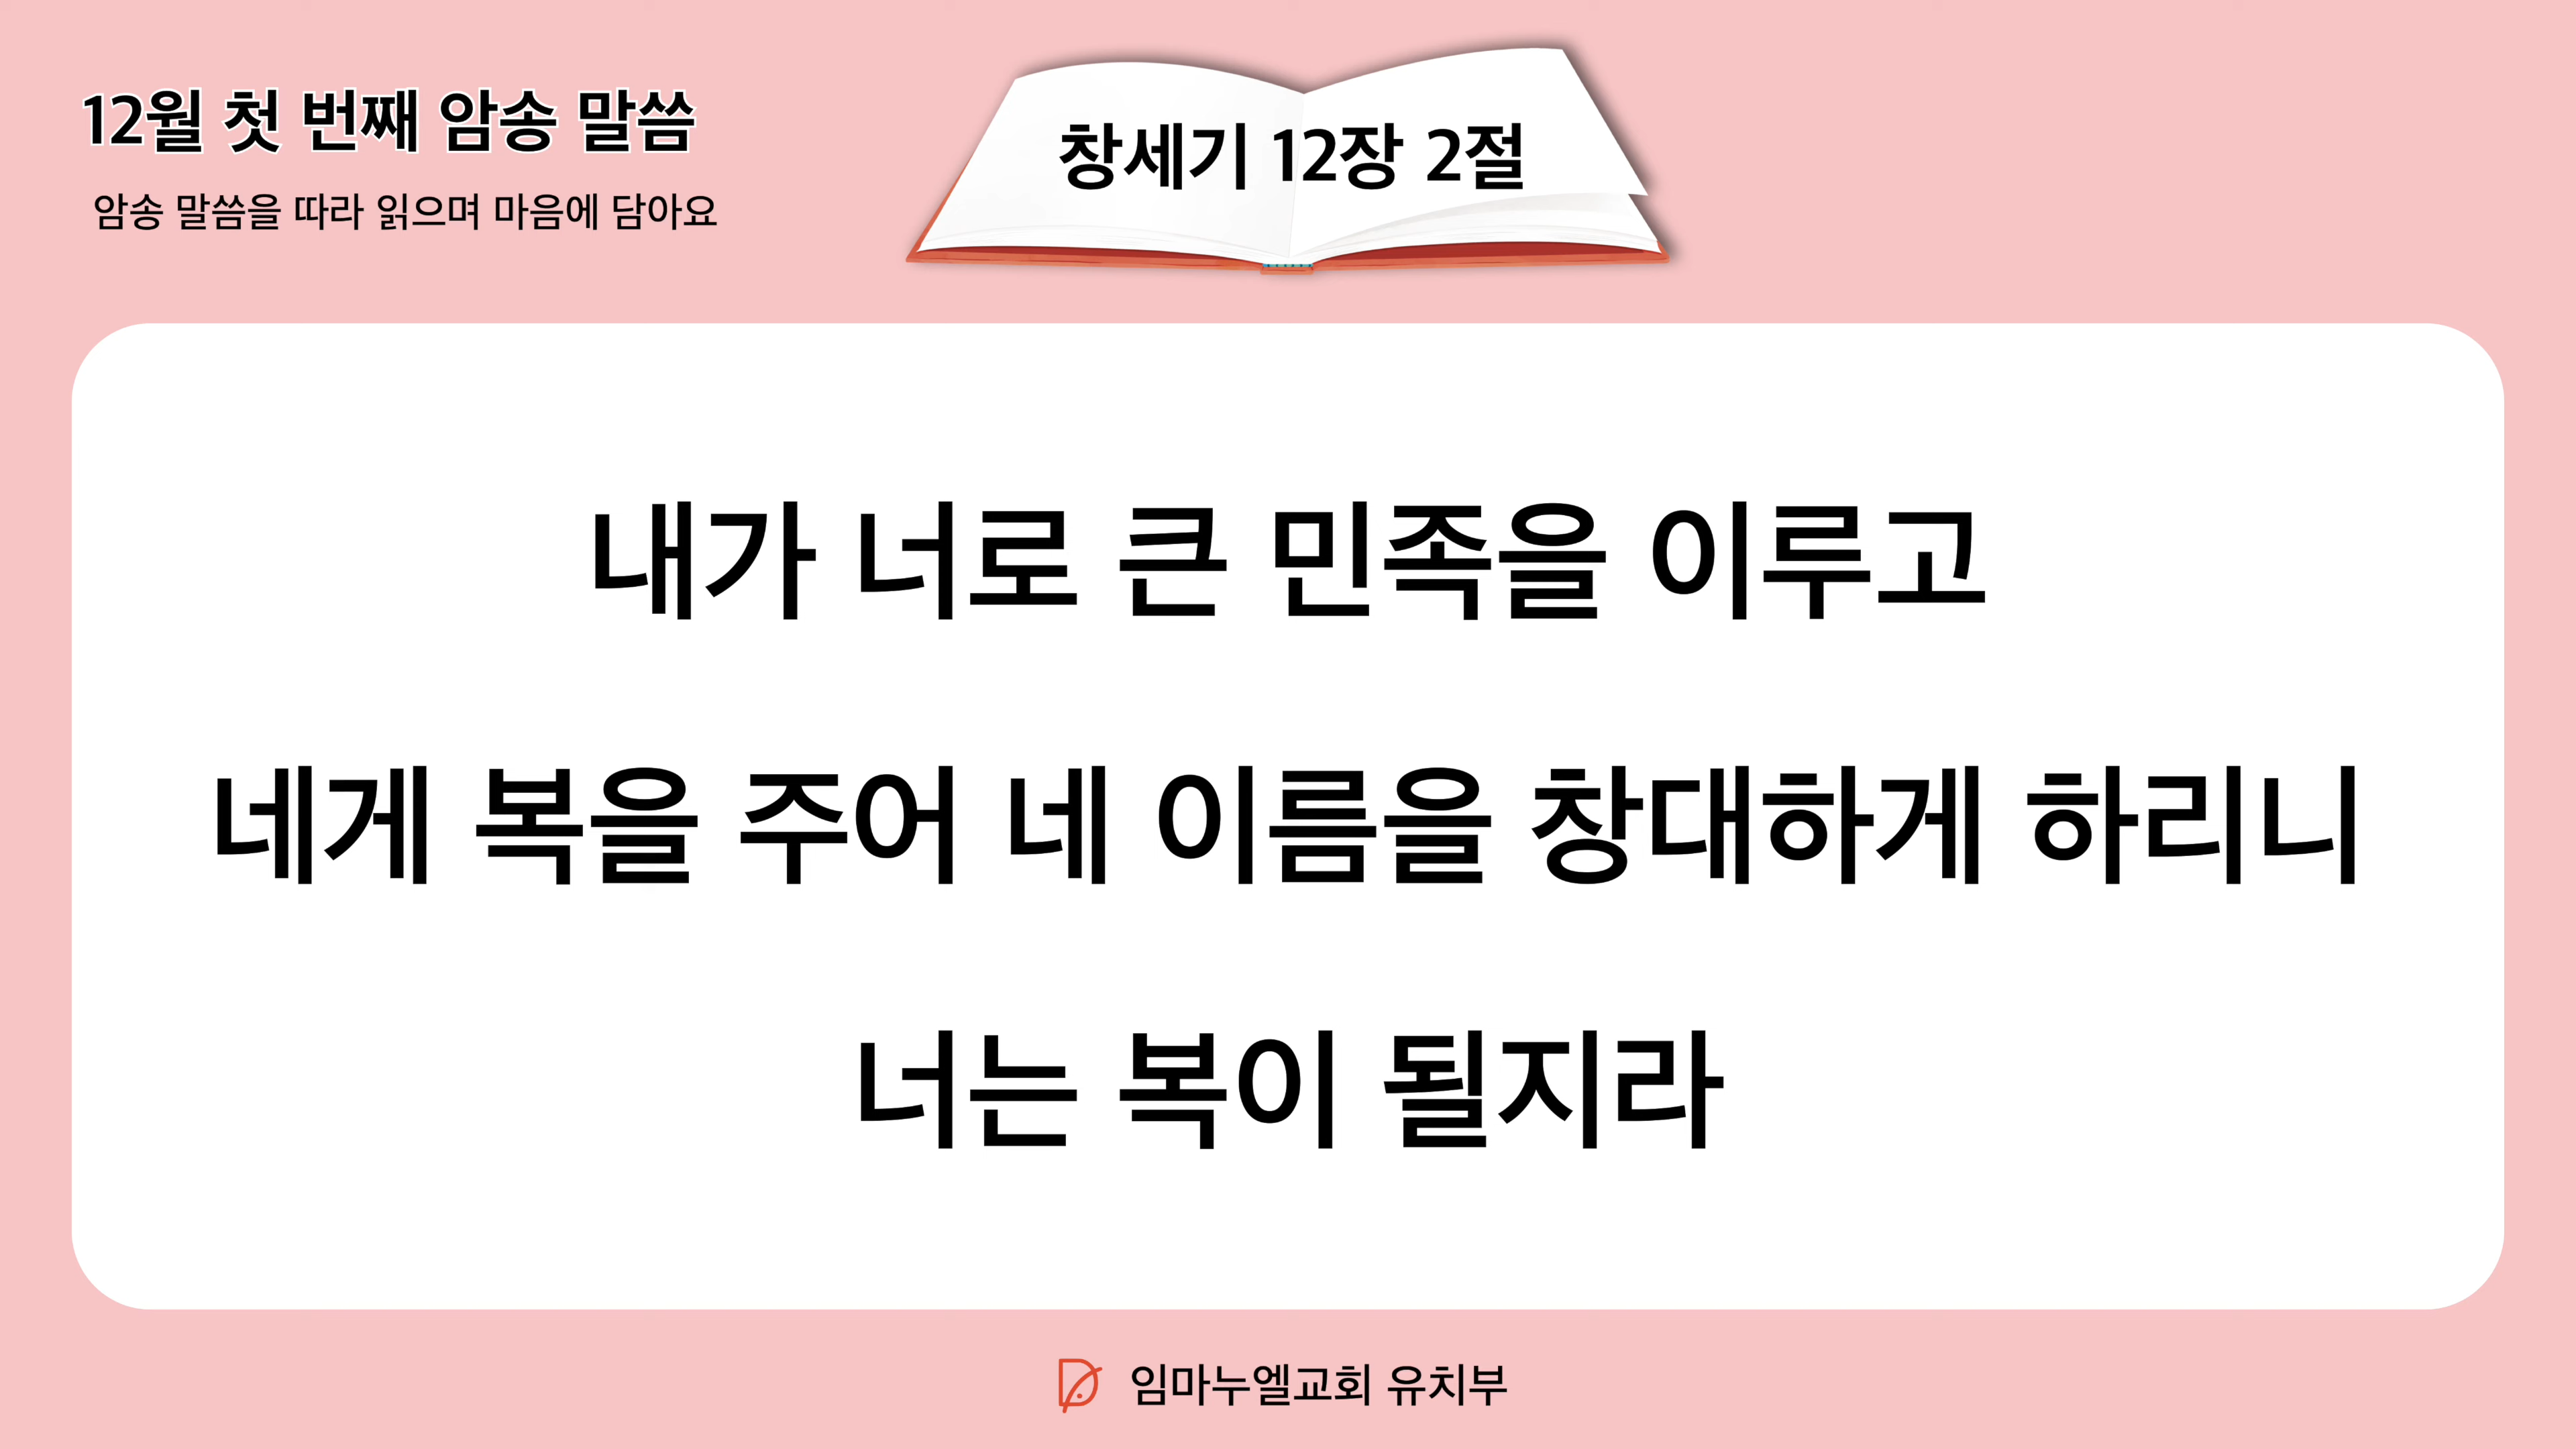 12월 첫 번째 암송 말씀
암송 말씀을 따라 읽으며 마음에 담아요
창세기 12장 2절
내가 너로 큰 민족을 이루고
네게 복을 주어 네 이름을 창대하게 하리니
너는 복이 될지라
임마누엘교회 유치부